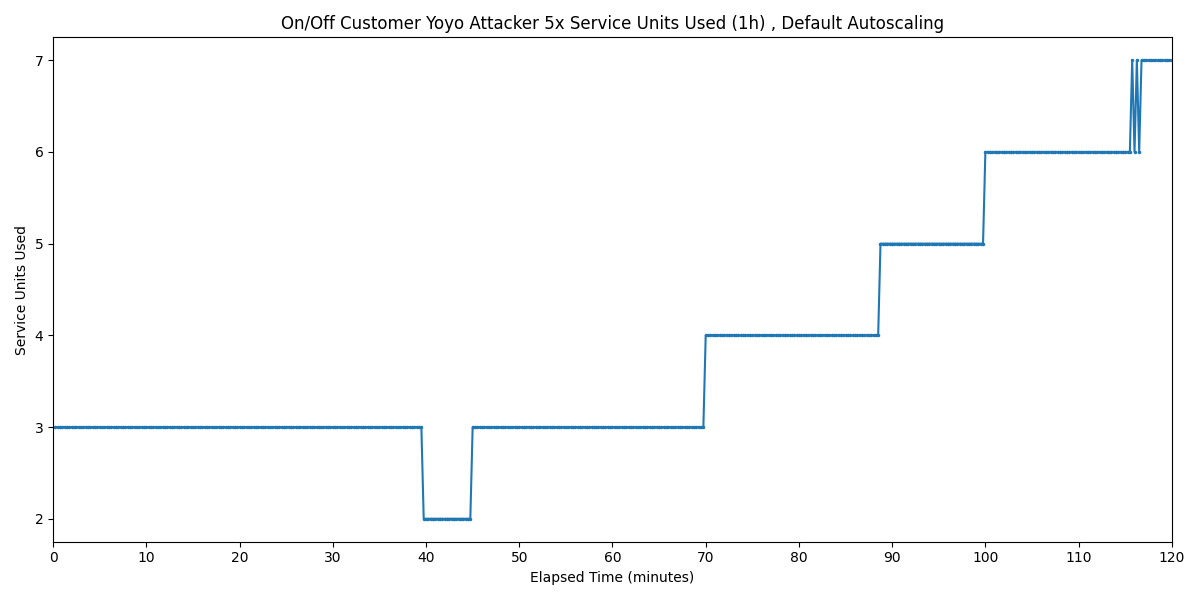 On/Off Customer Yoyo Attacker 5x Service Units Used (1h) , Default Autoscaling
Service Units Used
7
6
5
4
3
2
0 10 20 30 40 50 60 70 80 90 100 110 120
Elapsed Time (minutes)